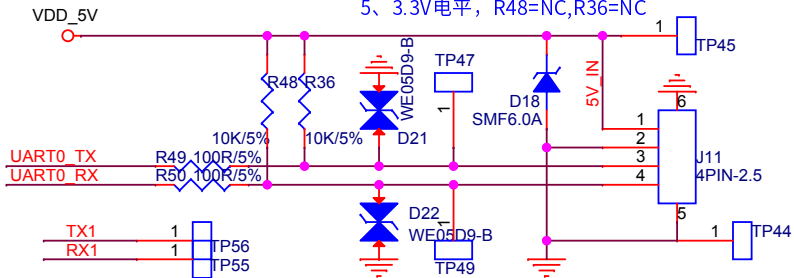 5、3.3V电平，R48=NC,R36=NC
VDD_5V
1
TP45
WE05D9-B
TP47
5V_IN
R48
R36
1
D18
SMF6.0A
6
10K/5%
10K/5%
D21
1
2
3
4
J11
4PIN-2.5
UART0_TX
R49
100R/5%
UART0_RX
R50
100R/5%
5
D22
WE05D9-B
1
TP49
1
TP44
TX1
1
TP56
RX1
1
TP55